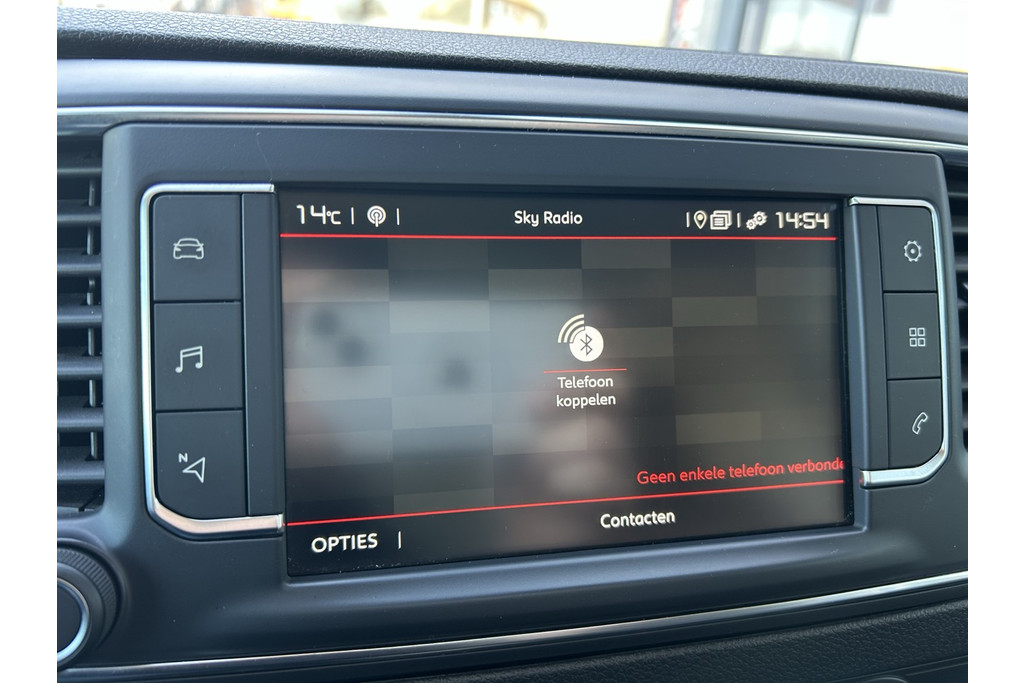 14°C
Sky Radio
14:54
N
Telefoon
koppelen
Geen enkele telefoon verbonde
Contacten
OPTIES